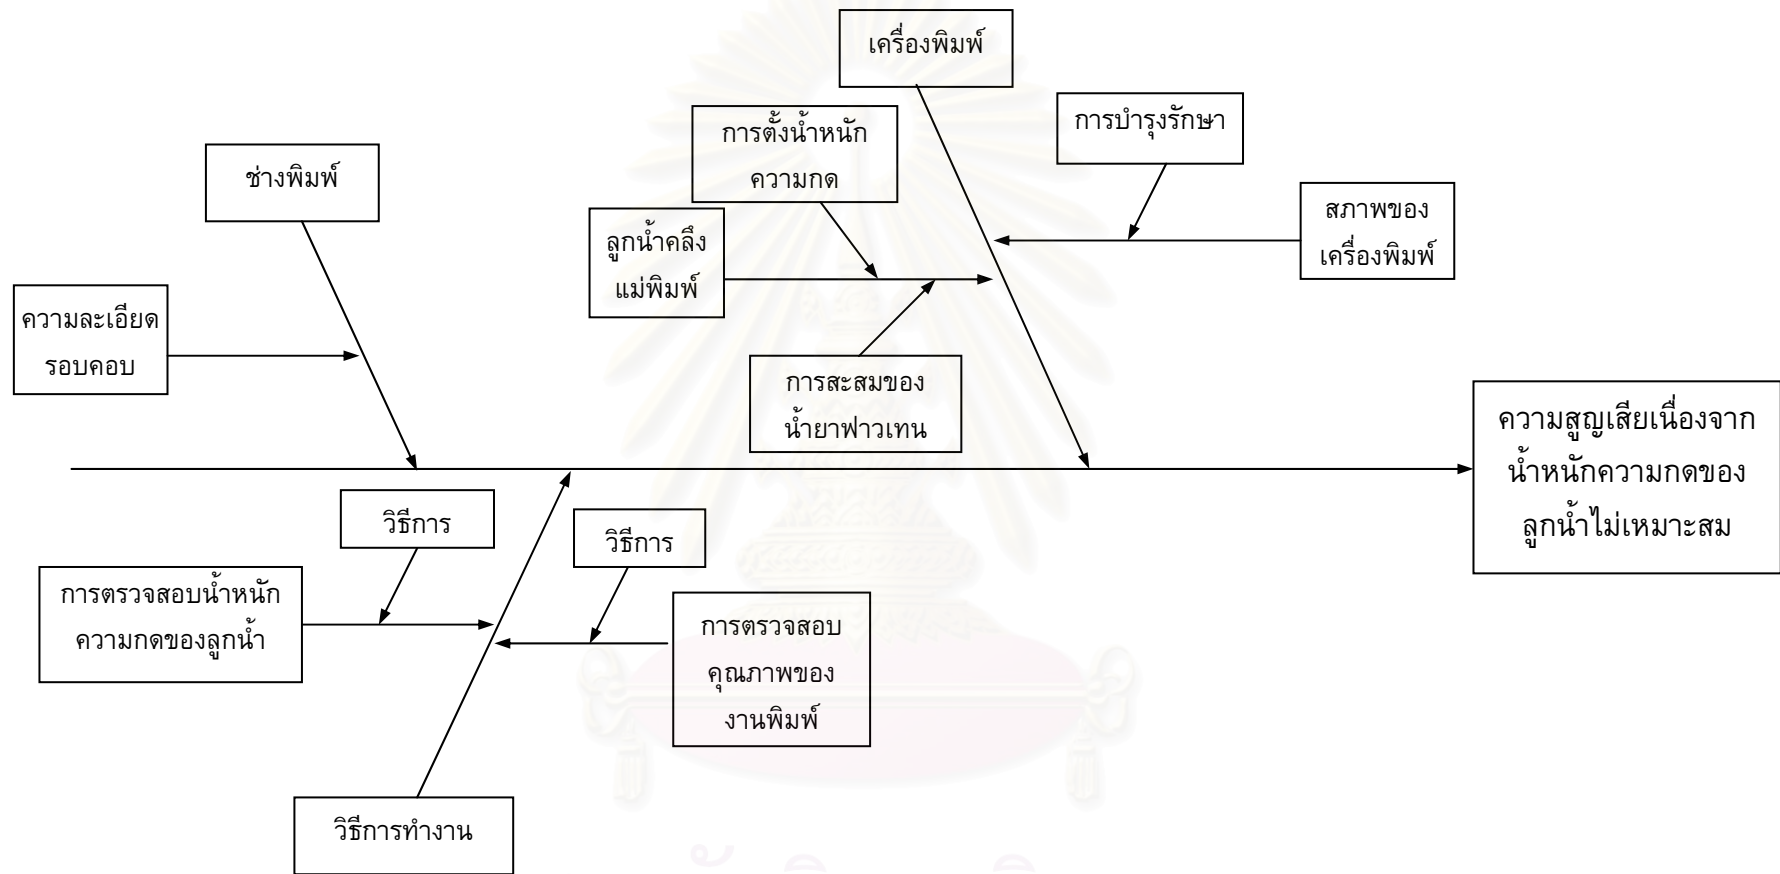 เครื่องพิมพ์
การตั้งน้ำหนัก
ความกด
การบำรุงรักษา
ช่างพิมพ์
ลูกน้ำคลึง
แม่พิมพ์
สภาพของ
เครื่องพิมพ์
ความละเอียด
รอบคอบ
การสะสมของ
น้ำยาฟาวเทน
ความสูญเสียเนื่องจาก
น้ำหนักความกดของ
ลูกน้ำไม่เหมาะสม
วิธีการ
วิธีการ
การตรวจสอบน้ำหนัก
ความกดของลูกน้ำ
การตรวจสอบ
คุณภาพของ
งานพิมพ์
วิธีการทำงาน